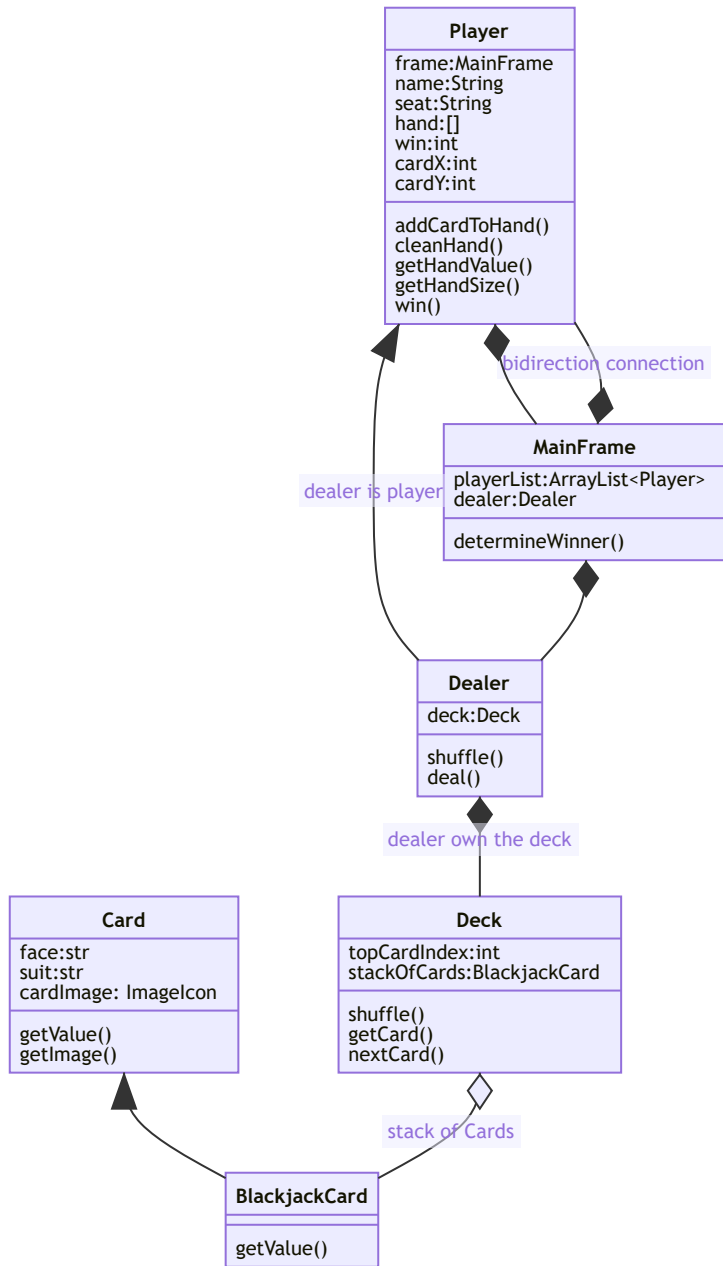 Player
frame:MainFrame
name:String
seat:String
hand:[]
win:int
cardX:int
cardY:int
addCardToHand()
cleanHand()
getHandValue()
getHandSize()
win()
bidirection connection
MainFrame
playerList:ArrayList<Player>
dealer:Dealer
determineWinner()
dealer is player
Dealer
deck:Deck
shuffle()
deal()
dealer own the deck
Card
face:str
suit:str
cardImage: ImageIcon
getValue()
getImage()
Deck
topCardIndex:int
stackOfCards:BlackjackCard
shuffle()
getCard()
nextCard()
stack of Cards
BlackjackCard
getValue()